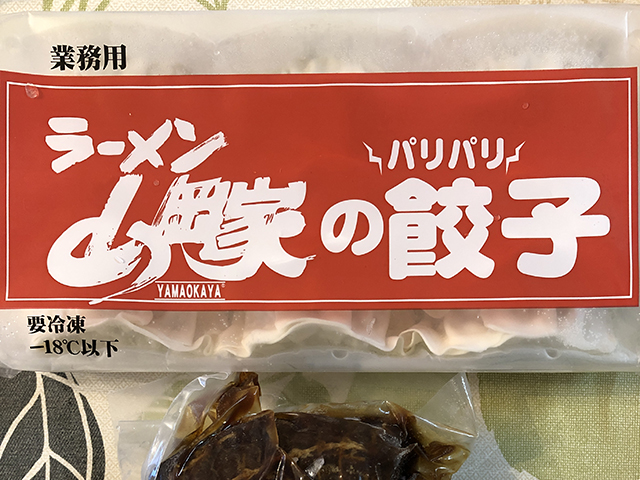 業務用
ラーメン
山岡家の
パリパリ
餃子
YAMAOKAYA
要冷凍
−18℃以下